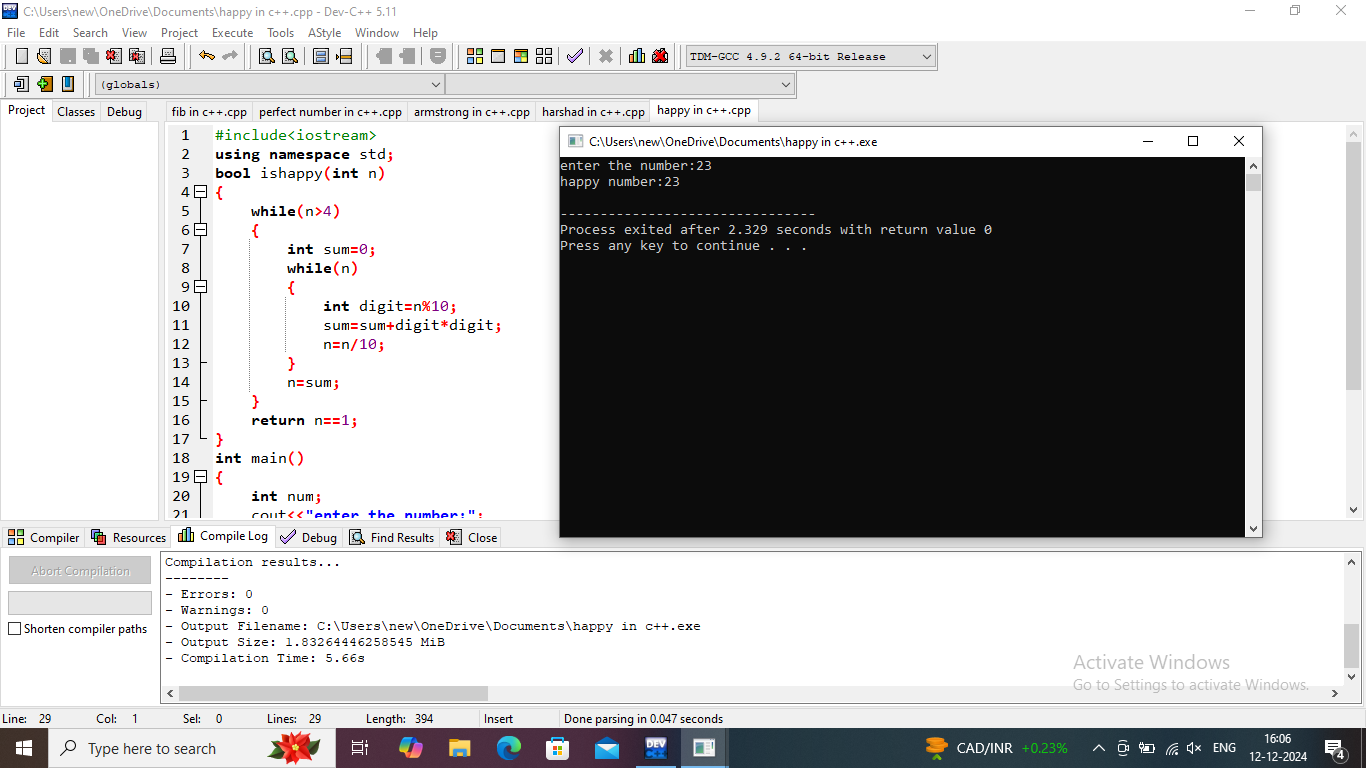 C:\Users\new\OneDrive\Documents\happy in c++.cpp - Dev-C++ 5.11
File Edit Search View Project Execute Tools AStyle Window Help
TDM-GCC 4.9.2 64-bit Release
(globals)
Project Classes Debug
fib in c++.cpp perfect number in c++.cpp armstrong in c++.cpp harshad in c++.cpp happy in c++.cpp
1 #include<iostream>
2 using namespace std;
3 bool ishappy(int n)
4 {
5 while(n>4)
6 {
7 int sum=0;
8 while(n)
9 {
10 int digit=n%10;
11 sum=sum+digit*digit;
12 n=n/10;
13 }
14 n=sum;
15 }
16 return n==1;
17 }
18 int main()
19 {
20 int num;
21 cout<<"enter the number:";
C:\Users\new\OneDrive\Documents\happy in c++.exe
enter the number:23
happy number:23
--------------------------------
Process exited after 2.329 seconds with return value 0
Press any key to continue . . .
Compiler Resources Compile Log Debug Find Results Close
Abort Compilation
Shorten compiler paths
Compilation results...
--------
- Errors: 0
- Warnings: 0
- Output Filename: C:\Users\new\OneDrive\Documents\happy in c++.exe
- Output Size: 1.83264446258545 MiB
- Compilation Time: 5.66s
Activate Windows
Go to Settings to activate Windows.
Line: 29 Col: 1 Sel: 0 Lines: 29 Length: 394 Insert Done parsing in 0.047 seconds
Type here to search
DEV
CAD/INR +0.23%
ENG
16:06
12-12-2024
4